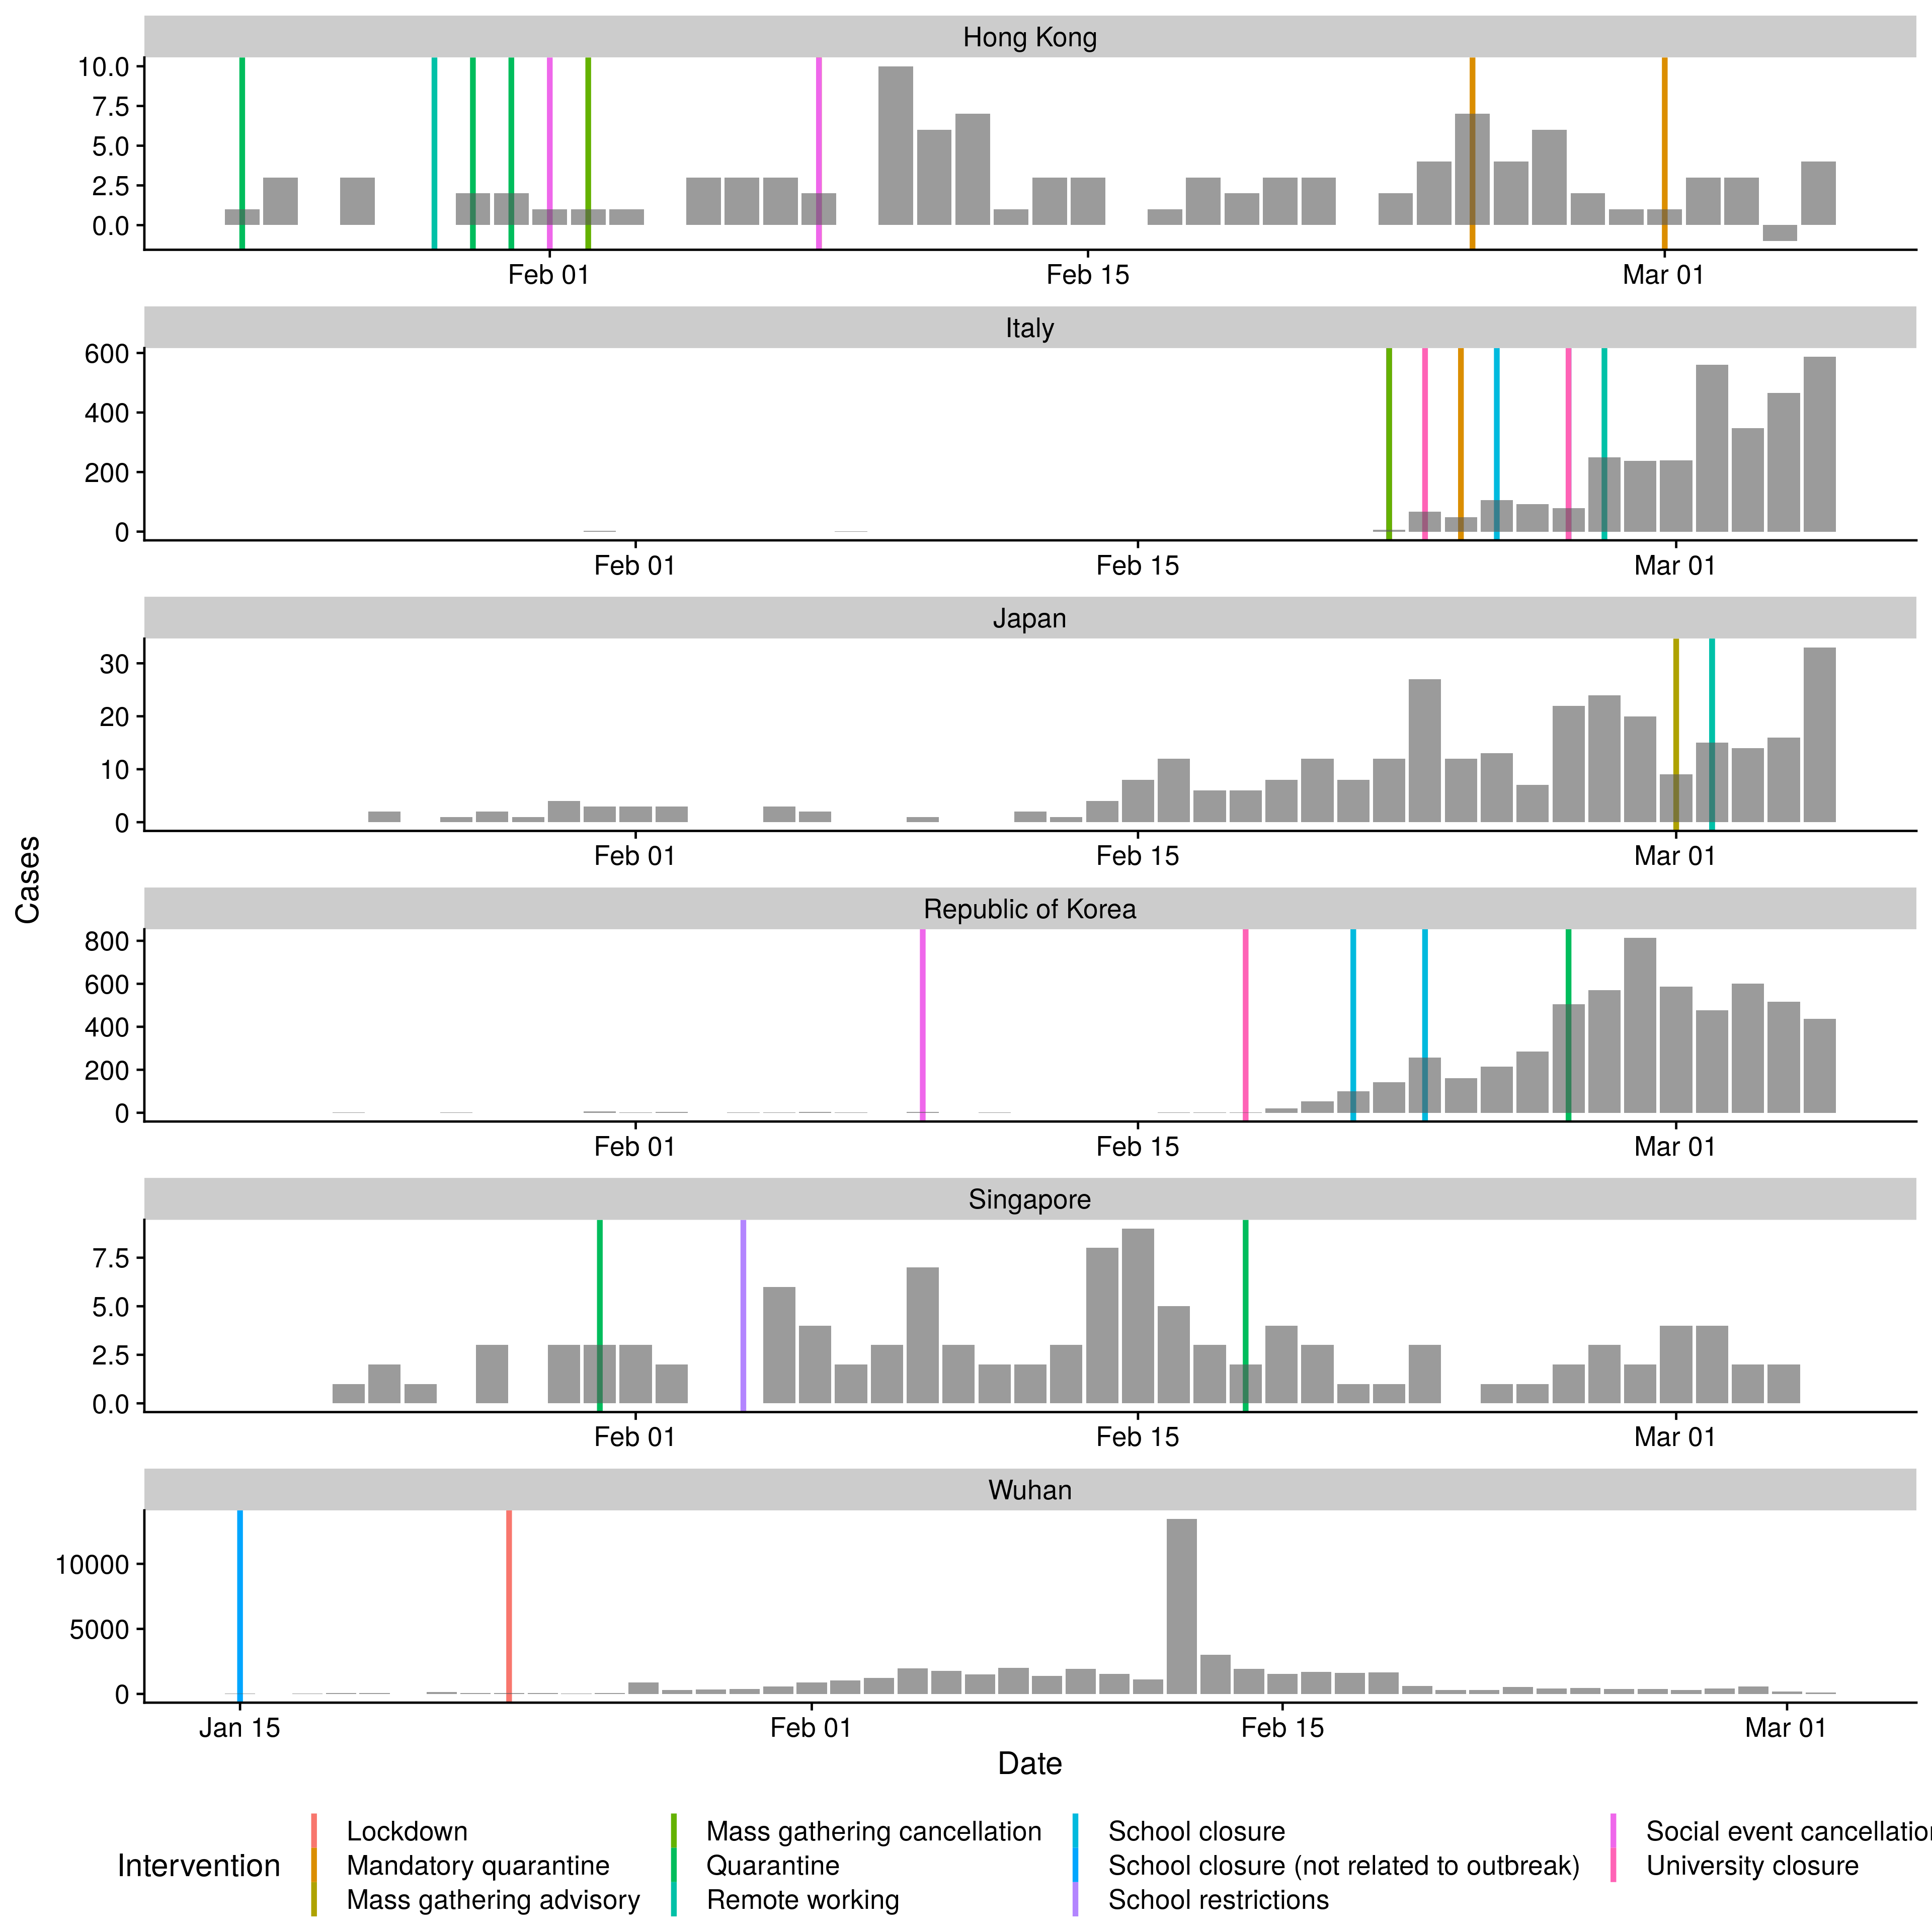 Hong Kong
10.0
7.5
5.0
2.5
0.0
Feb 01 Feb 15 Mar 01
Italy
600
400
200
0
Feb 01 Feb 15 Mar 01
Japan
30
20
10
0
Feb 01 Feb 15 Mar 01
Cases
Republic of Korea
800
600
400
200
0
Feb 01 Feb 15 Mar 01
Singapore
7.5
5.0
2.5
0.0
Feb 01 Feb 15 Mar 01
Wuhan
10000
5000
0
Jan 15 Feb 01 Feb 15 Mar 01
Date
Intervention
Lockdown
Mandatory quarantine
Mass gathering advisory
Mass gathering cancellation
Quarantine
Remote working
School closure
School closure (not related to outbreak)
School restrictions
Social event cancellatio
University closure